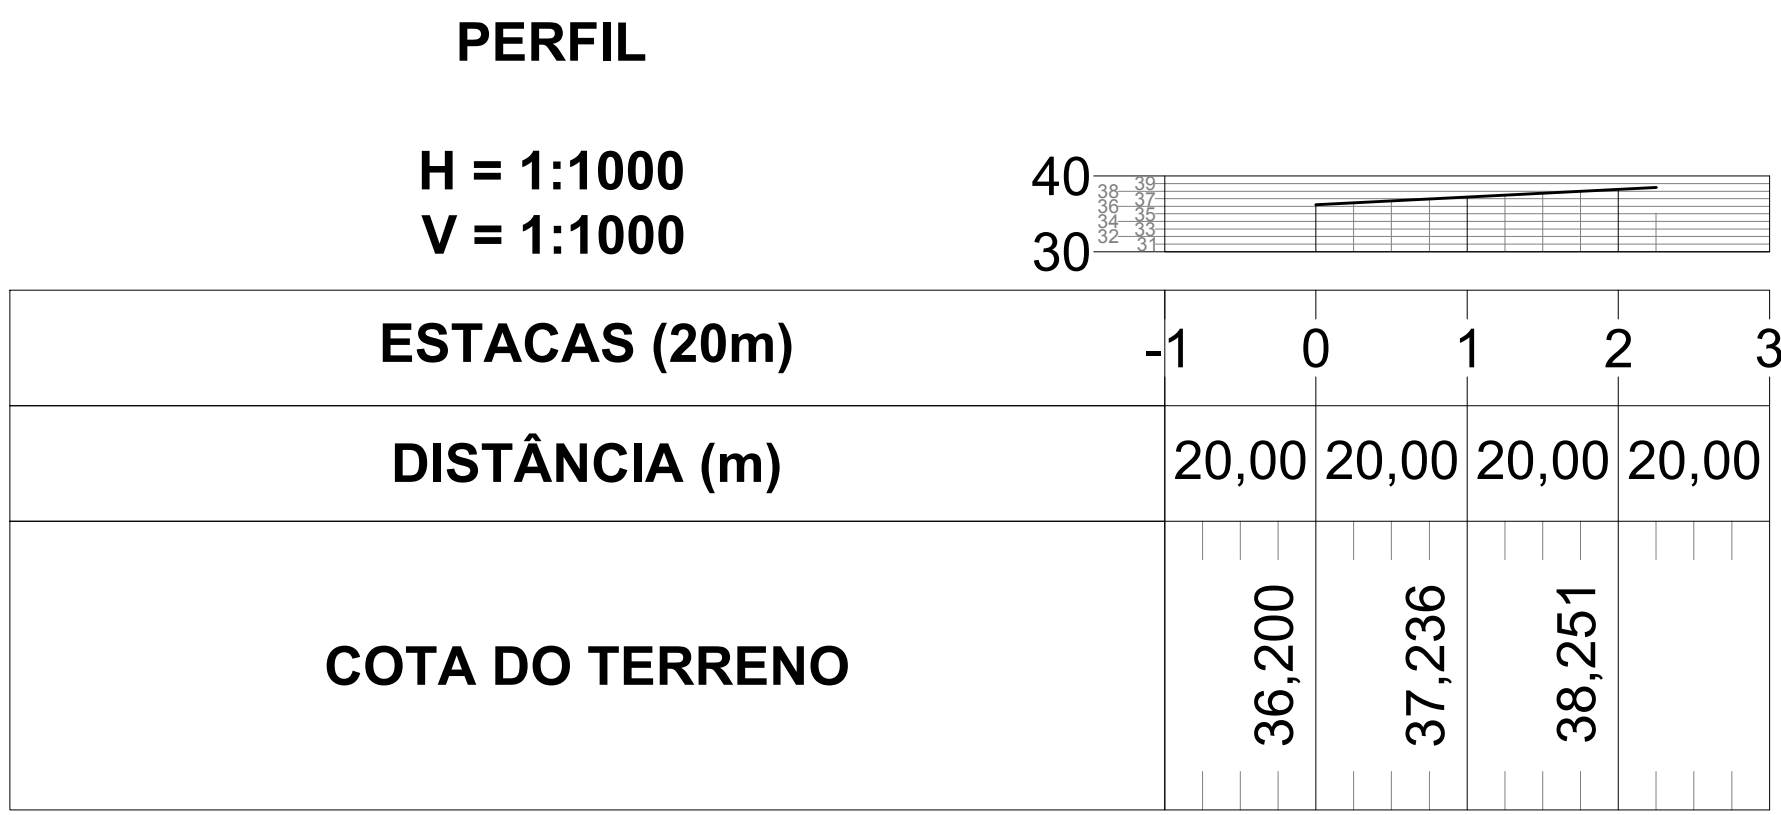 PERFIL
H = 1:1000
V = 1:1000
40
39
38
37
36
35
34
33
32
31
30
ESTACAS (20m) -1 0 1 2 3
DISTÂNCIA (m) 20,00 20,00 20,00 20,00
COTA DO TERRENO 36,200 37,236 38,251